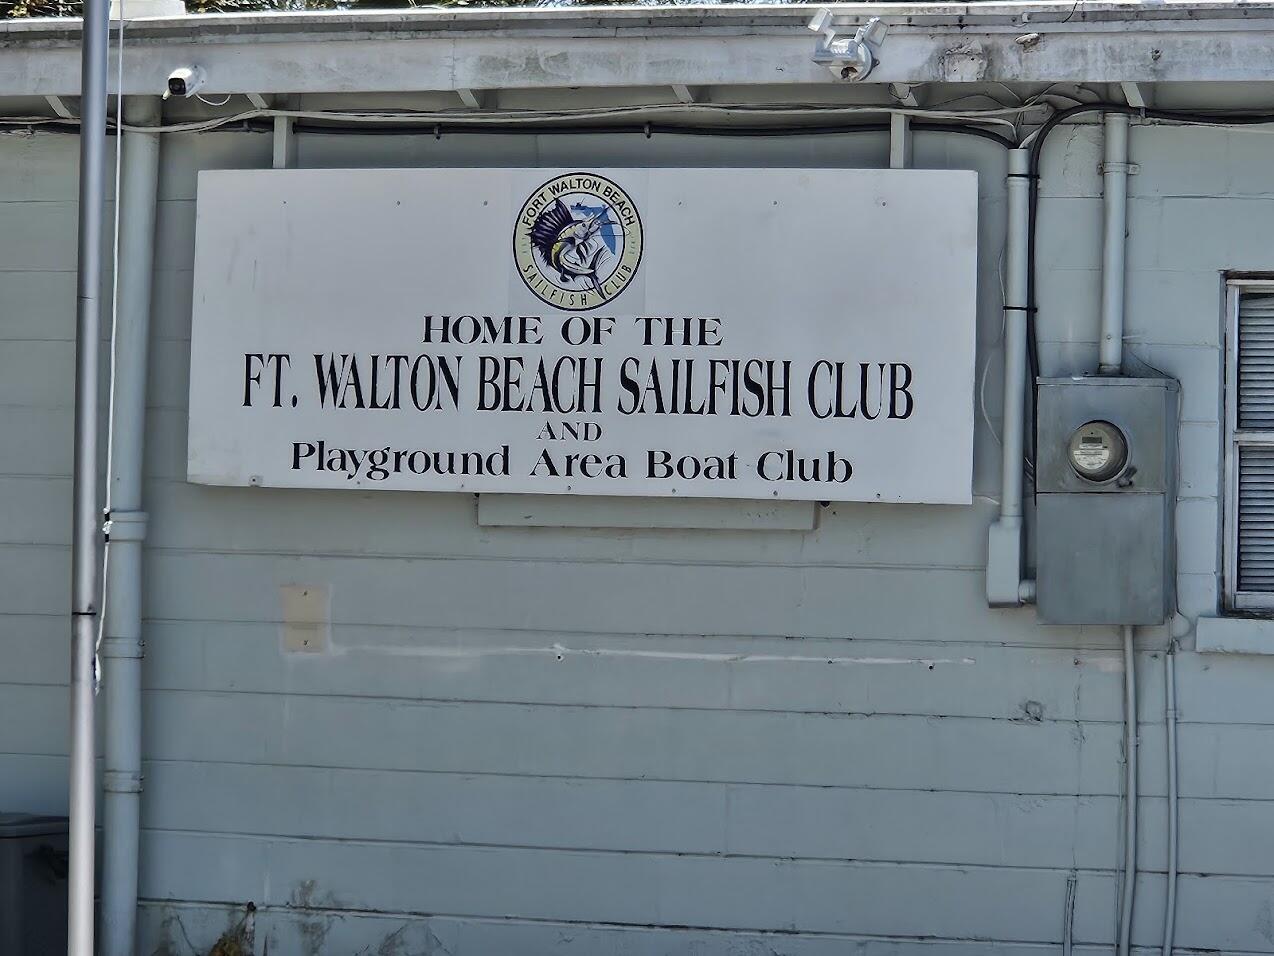 FORT WALTON BEACH
SAILFISH CLUB
HOME OF THE
FT. WALTON BEACH SAILFISH CLUB
AND
Playground Area Boat Club